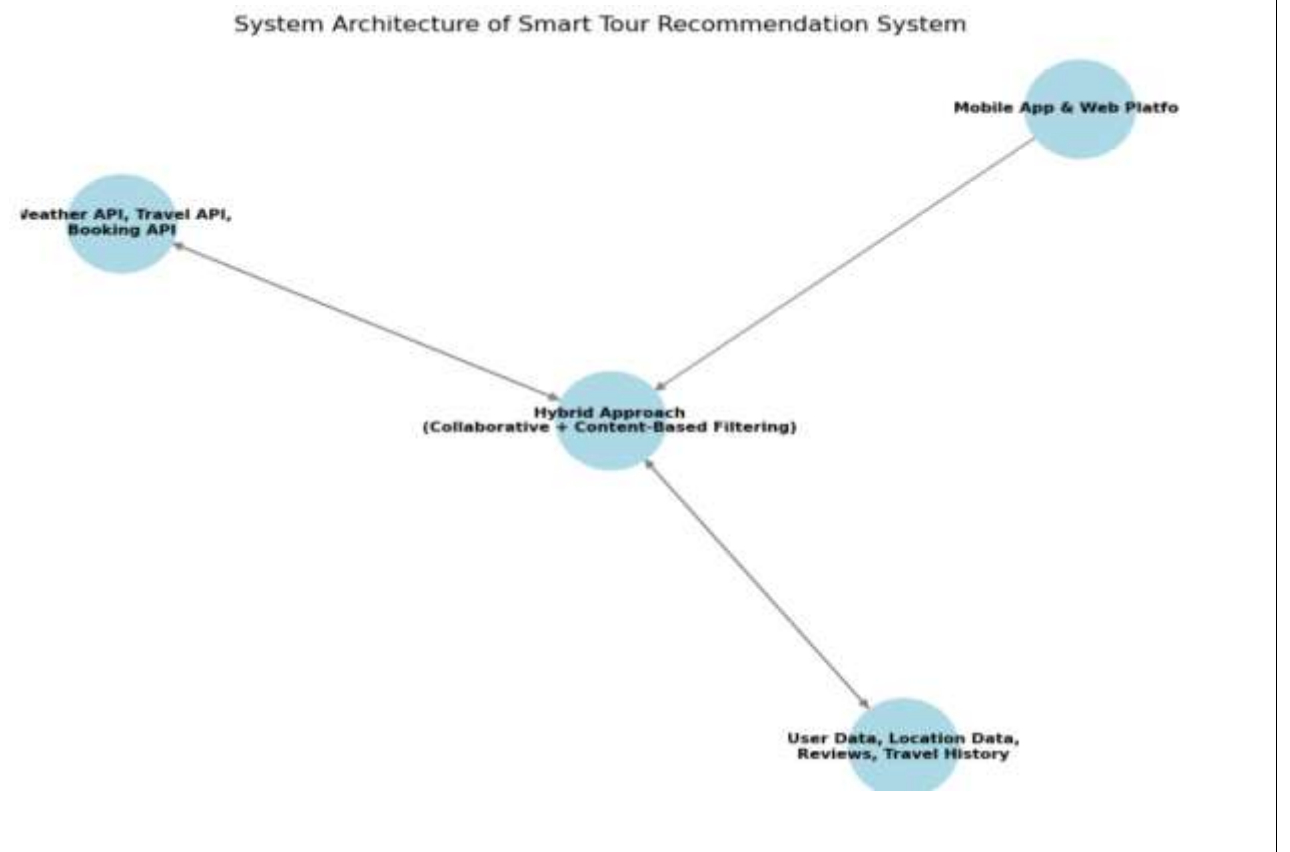 System Architecture of Smart Tour Recommendation System
Mobile App & Web Platfo
Weather API, Travel API,
Booking API
Hybrid Approach
(Collaborative + Content-Based Filtering)
User Data, Location Data,
Reviews, Travel History